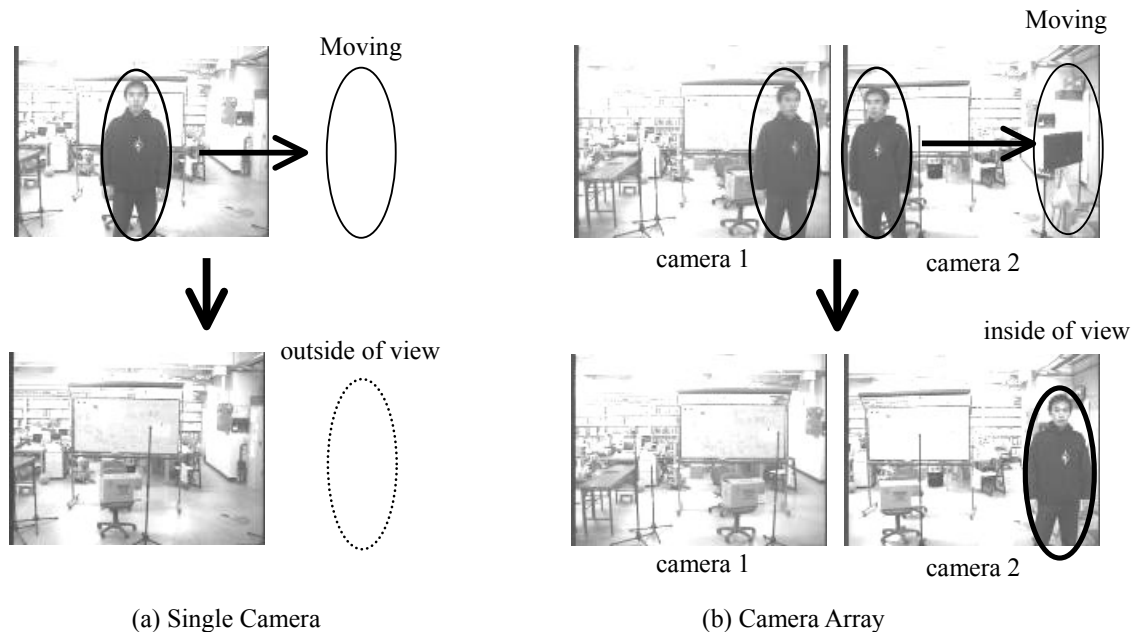 Moving
Moving
camera 1
camera 2
outside of view
inside of view
camera 1
camera 2
(a) Single Camera
(b) Camera Array